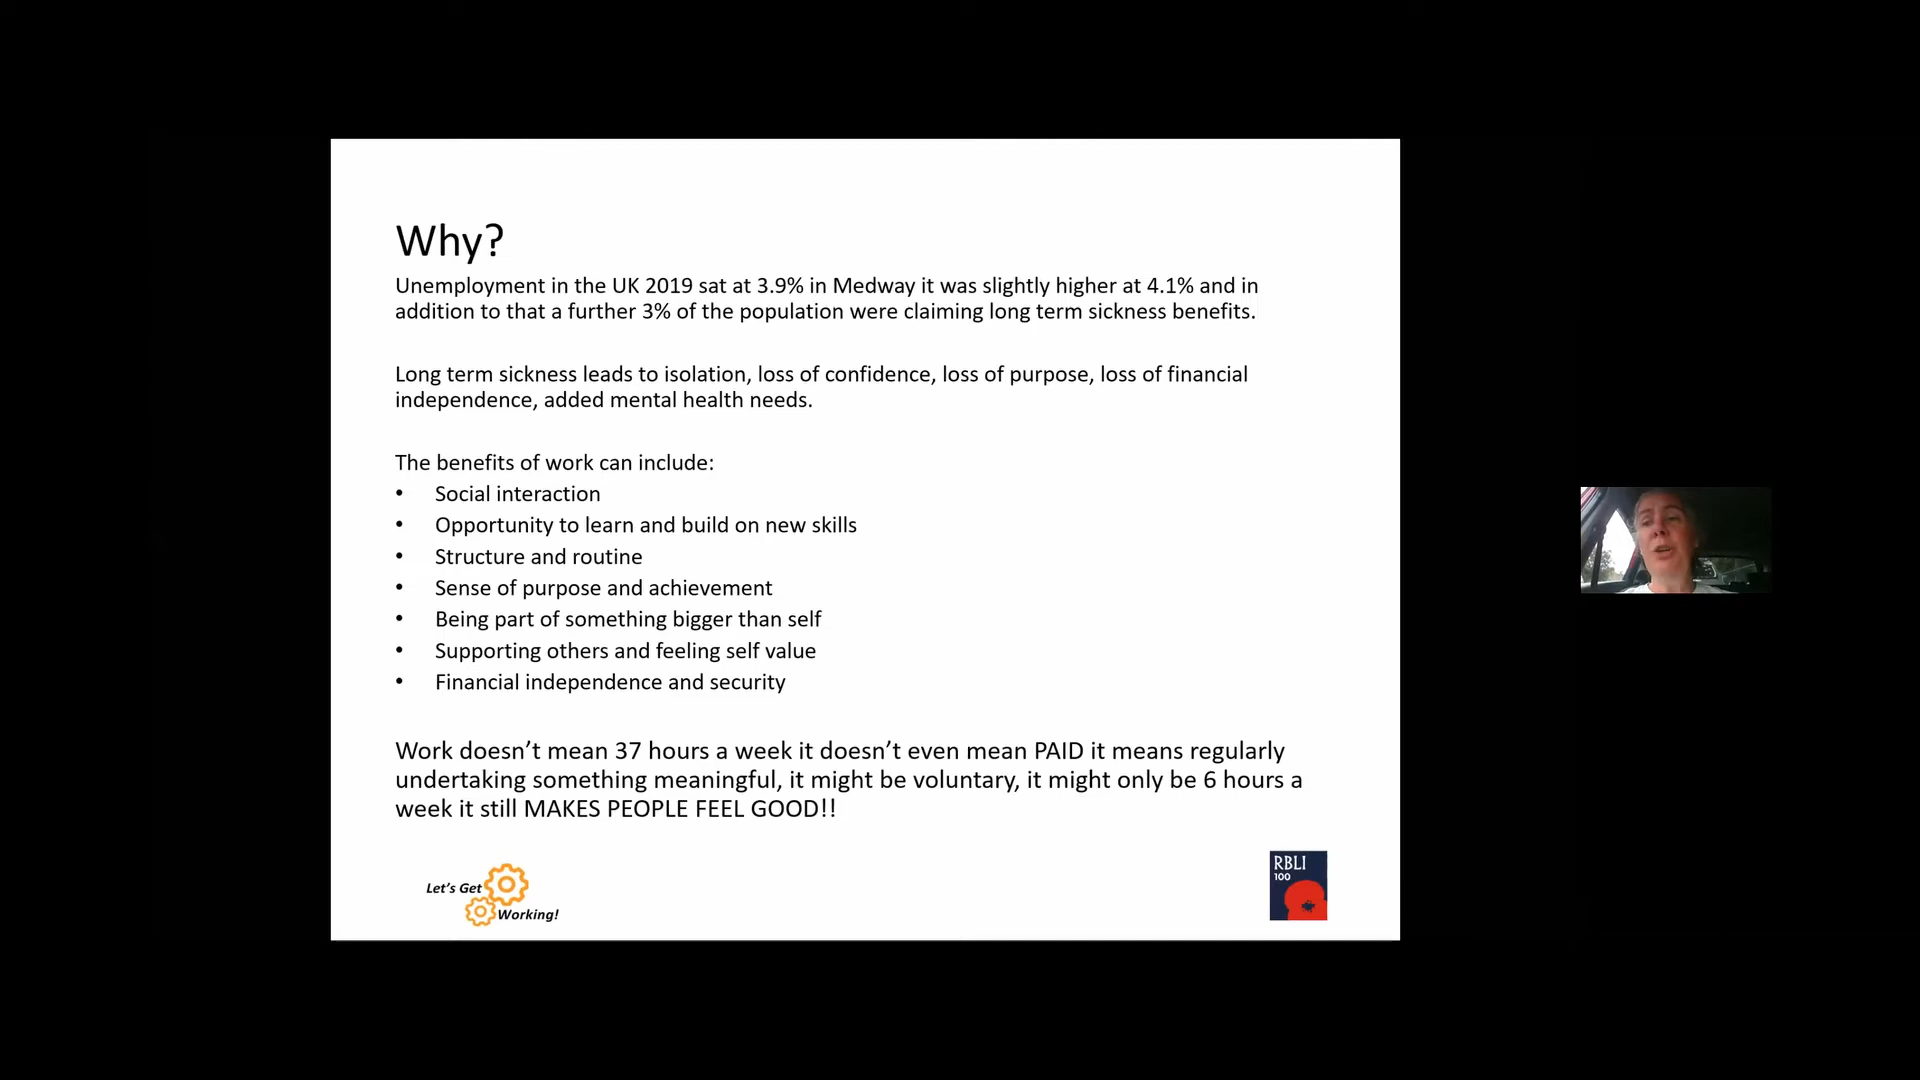 Why?
Unemployment in the UK 2019 sat at 3.9% in Medway it was slightly higher at 4.1% and in
addition to that a further 3% of the population were claiming long term sickness benefits.
Long term sickness leads to isolation, loss of confidence, loss of purpose, loss of financial
independence, added mental health needs.
The benefits of work can include:
• Social interaction
• Opportunity to learn and build on new skills
• Structure and routine
• Sense of purpose and achievement
• Being part of something bigger than self
• Supporting others and feeling self value
• Financial independence and security
Work doesn’t mean 37 hours a week it doesn’t even mean PAID it means regularly
undertaking something meaningful, it might be voluntary, it might only be 6 hours a
week it still MAKES PEOPLE FEEL GOOD!!
Let’s Get
Working!
RBLI
100